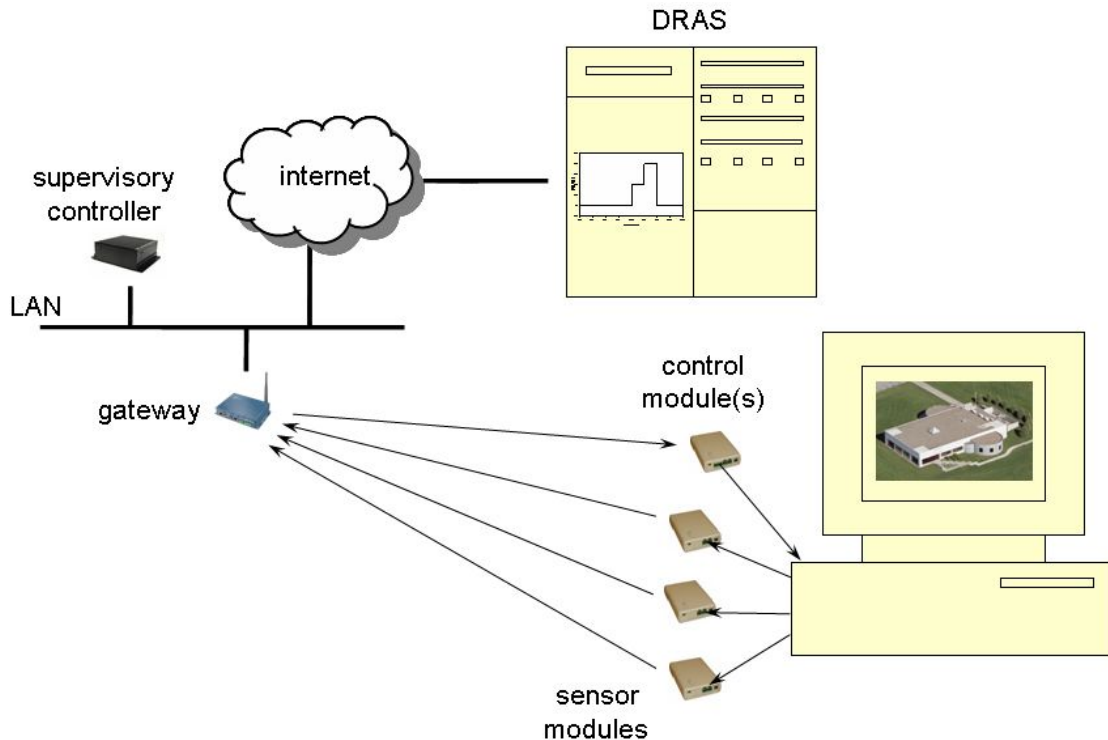 DRAS
internet
supervisory
controller
LAN
gateway
control
module(s)
sensor
modules